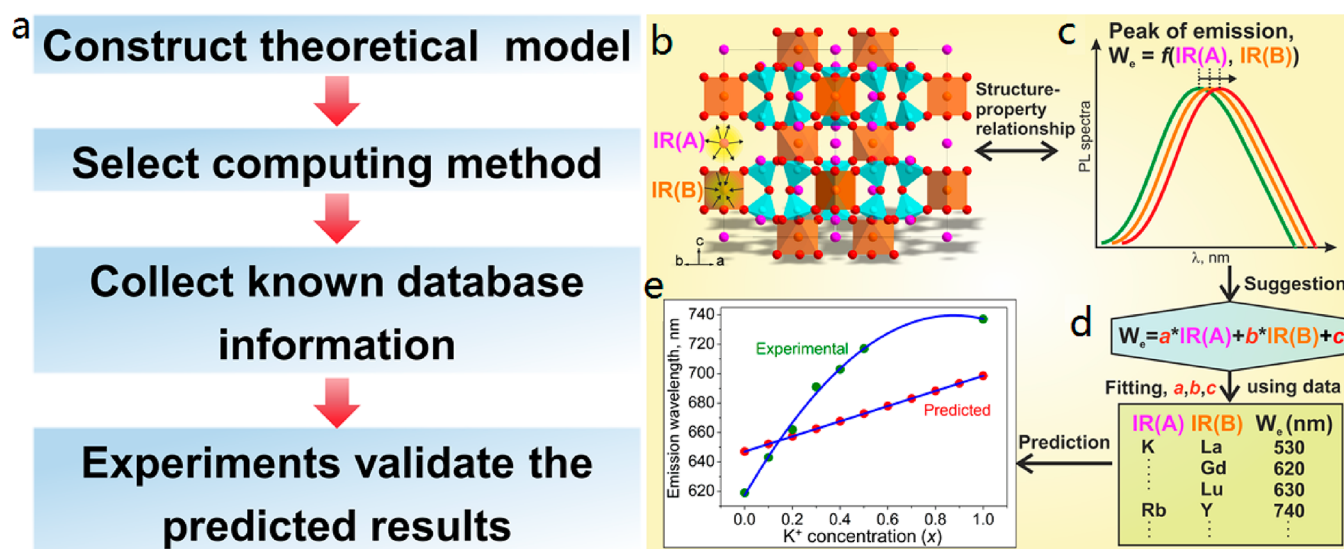 a
Construct theoretical model
Select computing method
Collect known database
information
Experiments validate the
predicted results
b
IR(A)
IR(B)
c
b
a
Structure-
property
relationship
c
Peak of emission,
Wₑ = f(IR(A), IR(B))
PL spectra
λ, nm
Suggestion
d
Wₑ=a*IR(A)+b*IR(B)+c
Fitting, a,b,c using data
IR(A) IR(B) Wₑ (nm)
K La 530
Gd 620
Lu 630
Rb Y 740
Prediction
e
Emission wavelength, nm
740
720
700
680
660
640
620
Experimental
Predicted
0.0 0.2 0.4 0.6 0.8 1.0
K⁺ concentration (x)